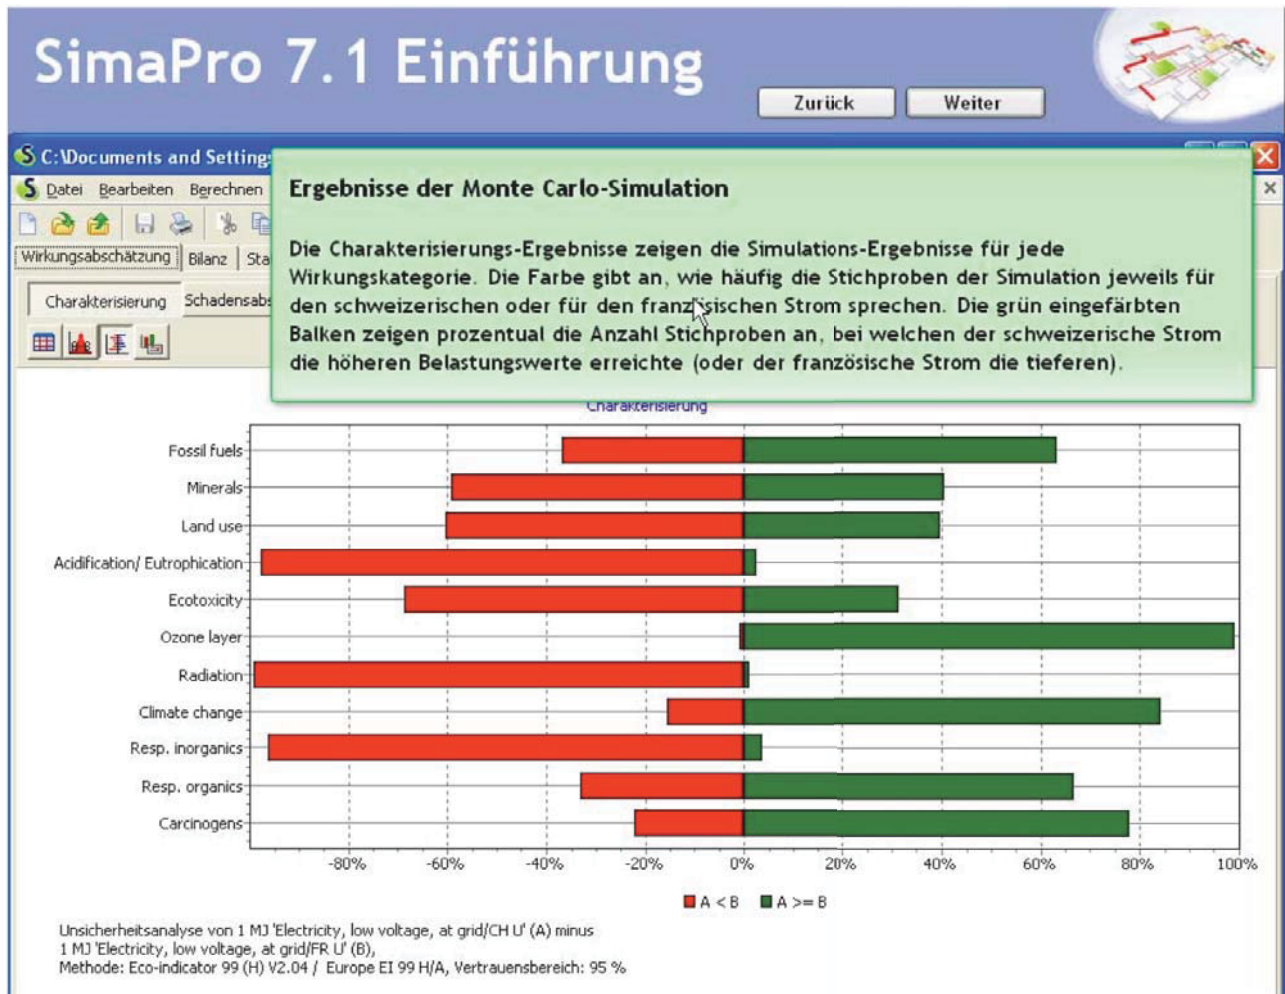 SimaPro 7.1 Einführung
Zurück
Weiter
C:\Documents and Setting
Datei Bearbeiten Berechnen
Wirkungsabschätzung Bilanz Sta
Charakterisierung Schadensabs
Ergebnisse der Monte Carlo-Simulation
Die Charakterisierungs-Ergebnisse zeigen die Simulations-Ergebnisse für jede
Wirkungskategorie. Die Farbe gibt an, wie häufig die Stichproben der Simulation jeweils für
den schweizerischen oder für den französischen Strom sprechen. Die grün eingefärbten
Balken zeigen prozentual die Anzahl Stichproben an, bei welchen der schweizerische Strom
die höheren Belastungswerte erreichte (oder der französische Strom die tieferen).
Charakterisierung
Fossil fuels
Minerals
Land use
Acidification/ Eutrophication
Ecotoxicity
Ozone layer
Radiation
Climate change
Resp. inorganics
Resp. organics
Carcinogens
-80% -60% -40% -20% 0% 20% 40% 60% 80% 100%
A < B A >= B
Unsicherheitsanalyse von 1 MJ 'Electricity, low voltage, at grid/CH U' (A) minus
1 MJ 'Electricity, low voltage, at grid/FR U' (B),
Methode: Eco-indicator 99 (H) V2.04 / Europe EI 99 H/A, Vertrauensbereich: 95 %